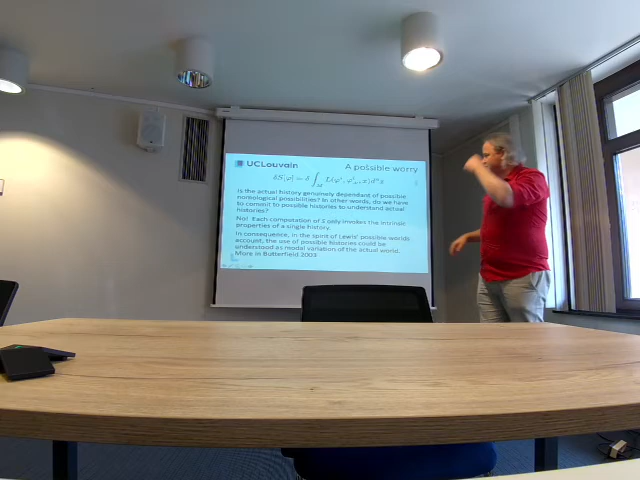 UCLouvain
A possible worry
Is the actual history genuinely dependant of possible
nomological possibilities? In other words, do we have
to commit to possible histories to understand actual
histories?
No! Each computation of S only invokes the intrinsic
properties of a single history.
In consequence, in the spirit of Lewis' possible worlds
account, the use of possible histories could be
understood as modal variation of the actual world.
More in Butterfield 2003